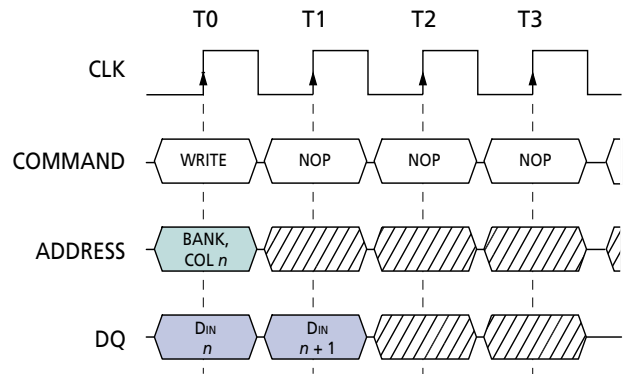 T0 T1 T2 T3
CLK
COMMAND WRITE NOP NOP NOP
ADDRESS BANK,
COL n
DQ DIN DIN
n n + 1